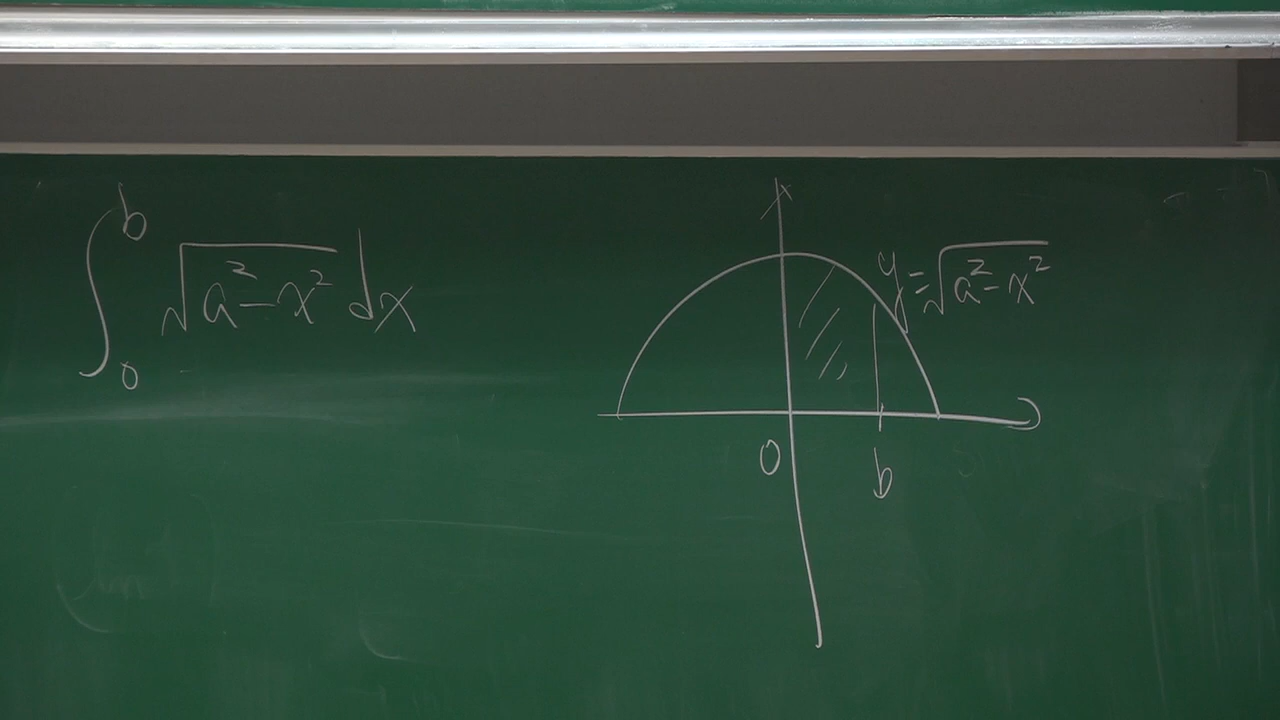 ∫₀ᵇ √(a²-x²) dx
y=√(a²-x²)
0
b